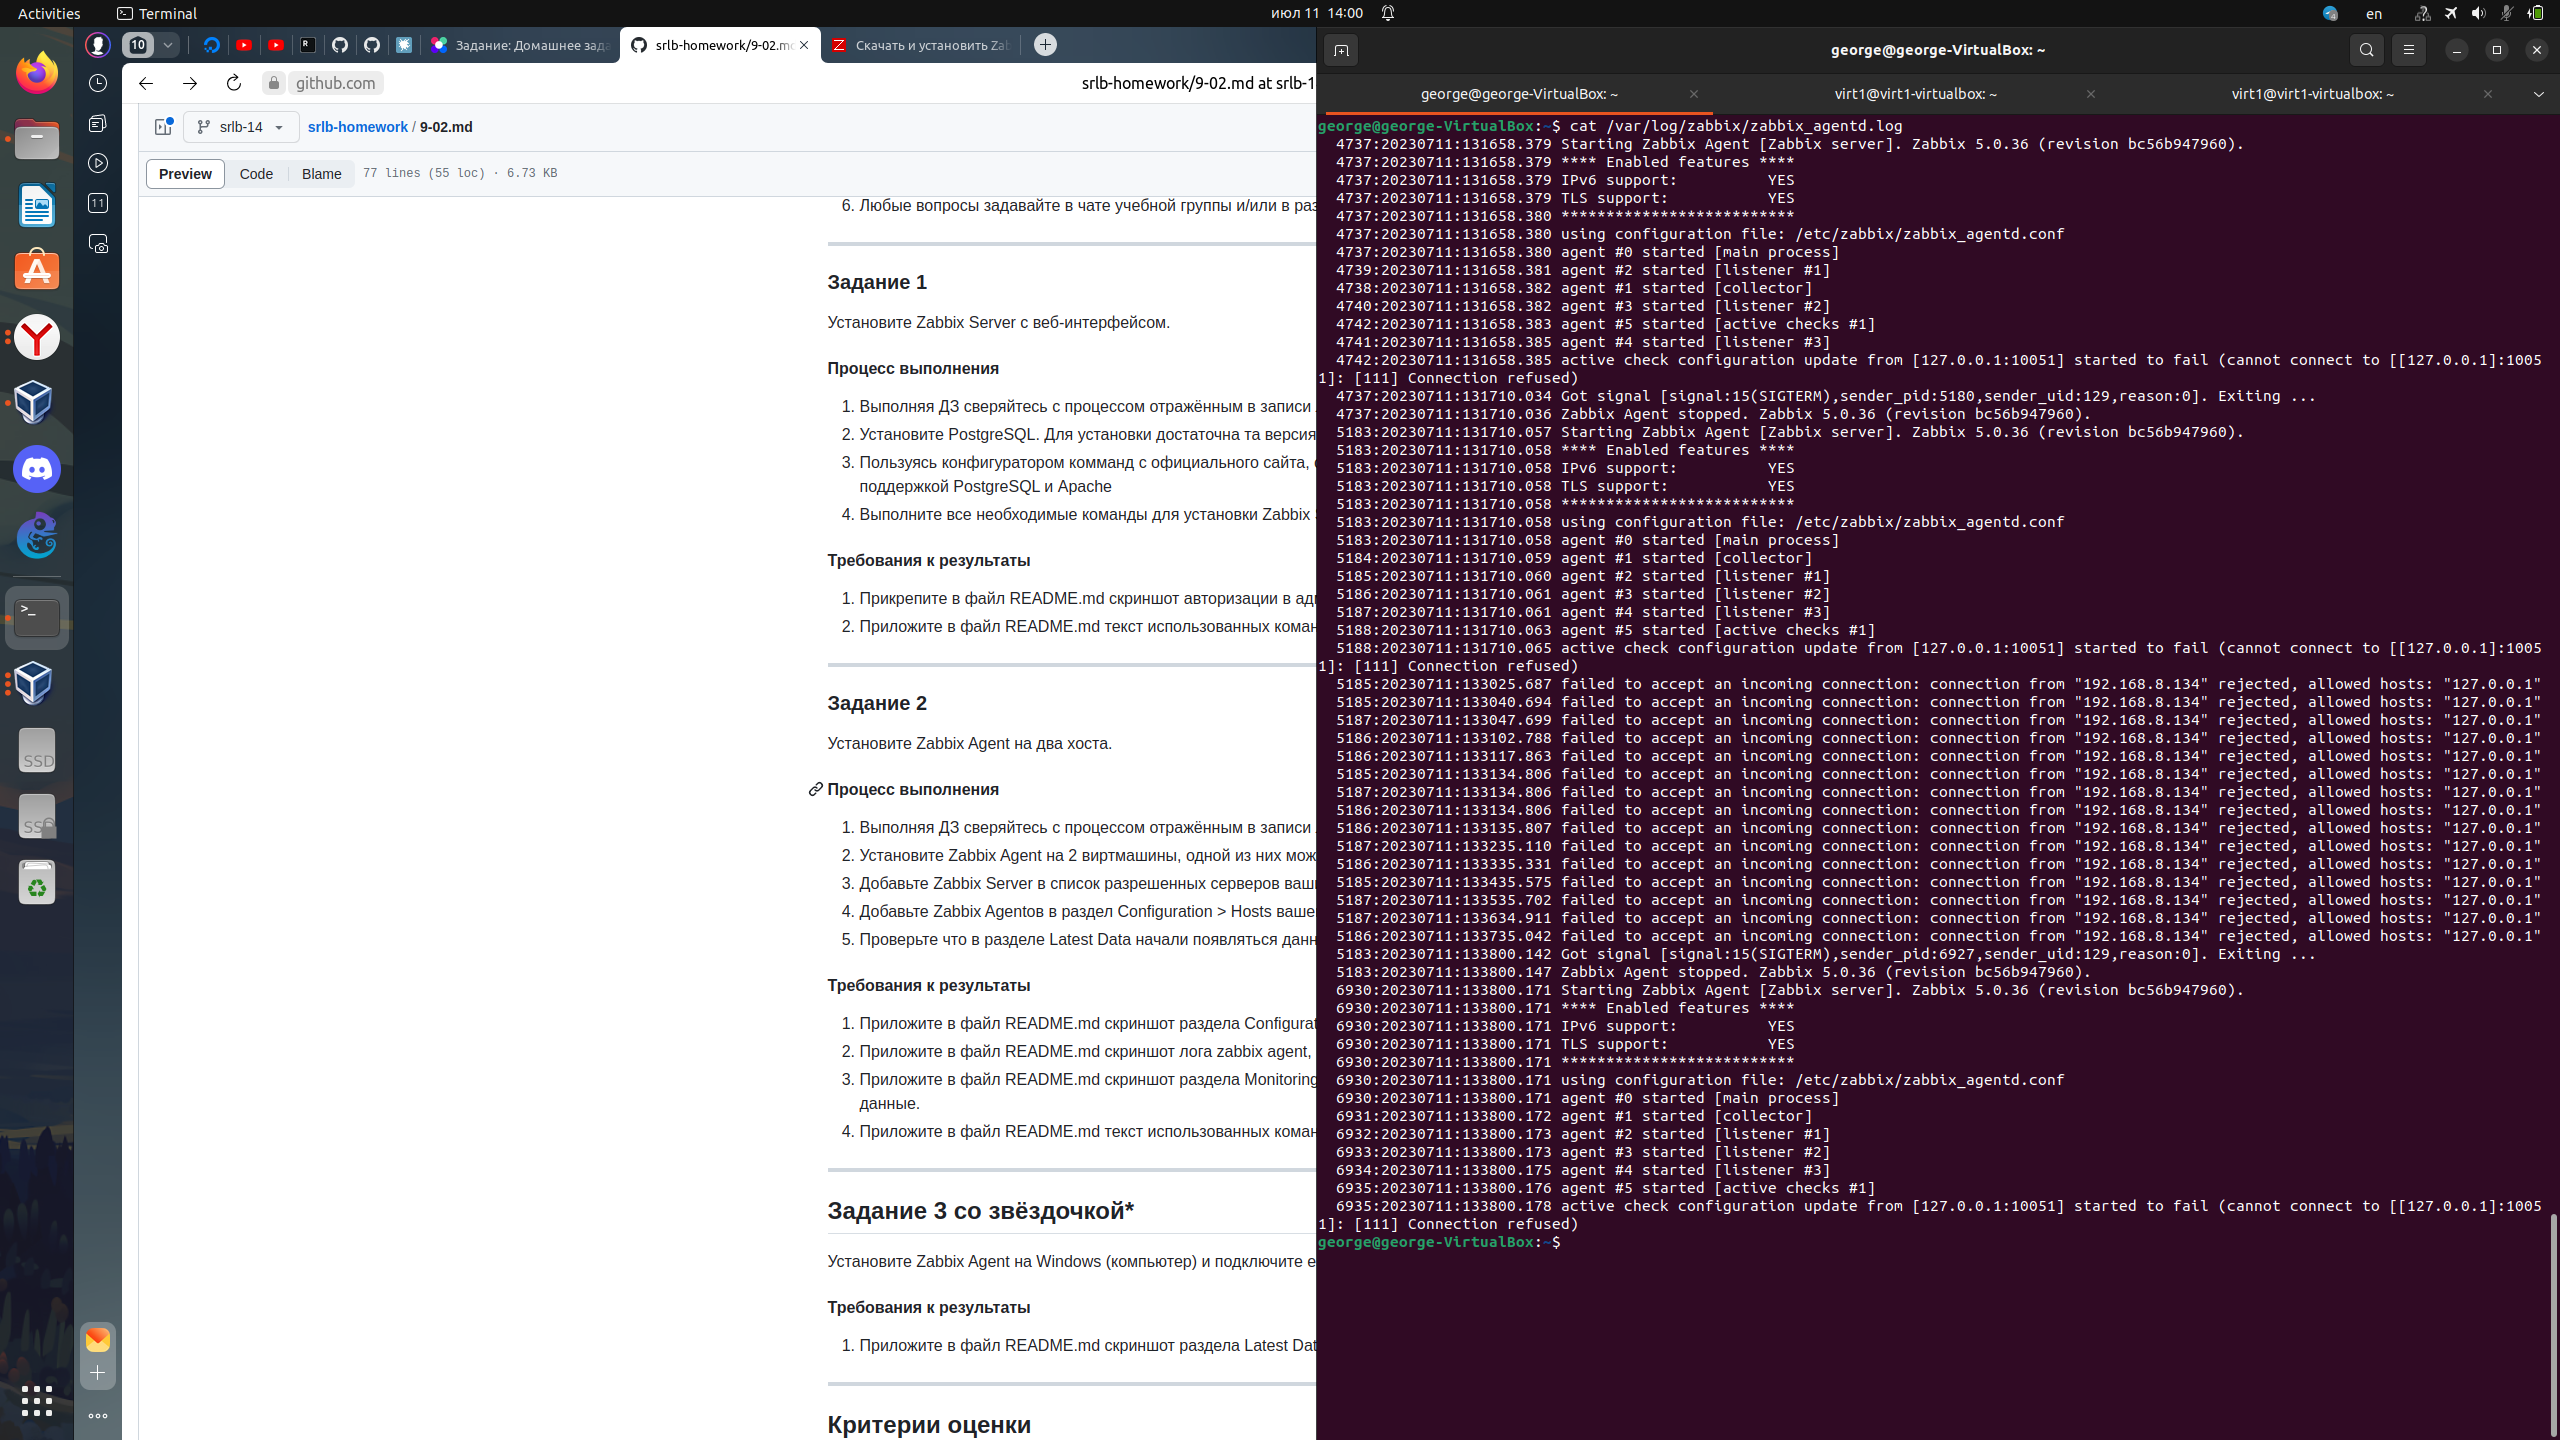 Activities
Terminal
июл 11 14:00
en
10
Задание: Домашнее зада
srlb-homework/9-02.md
Скачать и установить Zab
github.com
srlb-homework/9-02.md at srlb-1
11
srlb-14
srlb-homework / 9-02.md
Preview
Code
Blame
77 lines (55 loc) · 6.73 KB
6. Любые вопросы задавайте в чате учебной группы и/или в раз
Задание 1
Установите Zabbix Server с веб-интерфейсом.
Процесс выполнения
1. Выполняя ДЗ сверяйтесь с процессом отражённым в записи
2. Установите PostgreSQL. Для установки достаточна та версия
3. Пользуясь конфигуратором комманд с официального сайта,
поддержкой PostgreSQL и Apache
4. Выполните все необходимые команды для установки Zabbix
Требования к результаты
1. Прикрепите в файл README.md скриншот авторизации в ад
2. Приложите в файл README.md текст использованных коман
Задание 2
Установите Zabbix Agent на два хоста.
Процесс выполнения
1. Выполняя ДЗ сверяйтесь с процессом отражённым в записи
2. Установите Zabbix Agent на 2 виртмашины, одной из них мож
3. Добавьте Zabbix Server в список разрешенных серверов ваш
4. Добавьте Zabbix Agentов в раздел Configuration > Hosts ваше
5. Проверьте что в разделе Latest Data начали появляться данн
Требования к результаты
1. Приложите в файл README.md скриншот раздела Configurat
2. Приложите в файл README.md скриншот лога zabbix agent,
3. Приложите в файл README.md скриншот раздела Monitoring
данные.
4. Приложите в файл README.md текст использованных коман
Задание 3 со звёздочкой*
Установите Zabbix Agent на Windows (компьютер) и подключите е
Требования к результаты
1. Приложите в файл README.md скриншот раздела Latest Dat
Критерии оценки
SSD
SSD
george@george-VirtualBox: ~
george@george-VirtualBox: ~
virt1@virt1-virtualbox: ~
virt1@virt1-virtualbox: ~
george@george-VirtualBox:~$ cat /var/log/zabbix/zabbix_agentd.log
4737:20230711:131658.379 Starting Zabbix Agent [Zabbix server]. Zabbix 5.0.36 (revision bc56b947960).
4737:20230711:131658.379 **** Enabled features ****
4737:20230711:131658.379 IPv6 support: YES
4737:20230711:131658.379 TLS support: YES
4737:20230711:131658.380 **************************
4737:20230711:131658.380 using configuration file: /etc/zabbix/zabbix_agentd.conf
4737:20230711:131658.380 agent #0 started [main process]
4739:20230711:131658.381 agent #2 started [listener #1]
4738:20230711:131658.382 agent #1 started [collector]
4740:20230711:131658.382 agent #3 started [listener #2]
4742:20230711:131658.383 agent #5 started [active checks #1]
4741:20230711:131658.385 agent #4 started [listener #3]
4742:20230711:131658.385 active check configuration update from [127.0.0.1:10051] started to fail (cannot connect to [[127.0.0.1]:1005
1]: [111] Connection refused)
4737:20230711:131710.034 Got signal [signal:15(SIGTERM),sender_pid:5180,sender_uid:129,reason:0]. Exiting ...
4737:20230711:131710.036 Zabbix Agent stopped. Zabbix 5.0.36 (revision bc56b947960).
5183:20230711:131710.057 Starting Zabbix Agent [Zabbix server]. Zabbix 5.0.36 (revision bc56b947960).
5183:20230711:131710.058 **** Enabled features ****
5183:20230711:131710.058 IPv6 support: YES
5183:20230711:131710.058 TLS support: YES
5183:20230711:131710.058 **************************
5183:20230711:131710.058 using configuration file: /etc/zabbix/zabbix_agentd.conf
5183:20230711:131710.058 agent #0 started [main process]
5184:20230711:131710.059 agent #1 started [collector]
5185:20230711:131710.060 agent #2 started [listener #1]
5186:20230711:131710.061 agent #3 started [listener #2]
5187:20230711:131710.061 agent #4 started [listener #3]
5188:20230711:131710.063 agent #5 started [active checks #1]
5188:20230711:131710.065 active check configuration update from [127.0.0.1:10051] started to fail (cannot connect to [[127.0.0.1]:1005
1]: [111] Connection refused)
5185:20230711:133025.687 failed to accept an incoming connection: connection from "192.168.8.134" rejected, allowed hosts: "127.0.0.1"
5185:20230711:133040.694 failed to accept an incoming connection: connection from "192.168.8.134" rejected, allowed hosts: "127.0.0.1"
5187:20230711:133047.699 failed to accept an incoming connection: connection from "192.168.8.134" rejected, allowed hosts: "127.0.0.1"
5186:20230711:133102.788 failed to accept an incoming connection: connection from "192.168.8.134" rejected, allowed hosts: "127.0.0.1"
5186:20230711:133117.863 failed to accept an incoming connection: connection from "192.168.8.134" rejected, allowed hosts: "127.0.0.1"
5185:20230711:133134.806 failed to accept an incoming connection: connection from "192.168.8.134" rejected, allowed hosts: "127.0.0.1"
5187:20230711:133134.806 failed to accept an incoming connection: connection from "192.168.8.134" rejected, allowed hosts: "127.0.0.1"
5186:20230711:133134.806 failed to accept an incoming connection: connection from "192.168.8.134" rejected, allowed hosts: "127.0.0.1"
5186:20230711:133135.807 failed to accept an incoming connection: connection from "192.168.8.134" rejected, allowed hosts: "127.0.0.1"
5187:20230711:133235.110 failed to accept an incoming connection: connection from "192.168.8.134" rejected, allowed hosts: "127.0.0.1"
5186:20230711:133335.331 failed to accept an incoming connection: connection from "192.168.8.134" rejected, allowed hosts: "127.0.0.1"
5185:20230711:133435.575 failed to accept an incoming connection: connection from "192.168.8.134" rejected, allowed hosts: "127.0.0.1"
5187:20230711:133535.702 failed to accept an incoming connection: connection from "192.168.8.134" rejected, allowed hosts: "127.0.0.1"
5187:20230711:133634.911 failed to accept an incoming connection: connection from "192.168.8.134" rejected, allowed hosts: "127.0.0.1"
5186:20230711:133735.042 failed to accept an incoming connection: connection from "192.168.8.134" rejected, allowed hosts: "127.0.0.1"
5183:20230711:133800.142 Got signal [signal:15(SIGTERM),sender_pid:6927,sender_uid:129,reason:0]. Exiting ...
5183:20230711:133800.147 Zabbix Agent stopped. Zabbix 5.0.36 (revision bc56b947960).
6930:20230711:133800.171 Starting Zabbix Agent [Zabbix server]. Zabbix 5.0.36 (revision bc56b947960).
6930:20230711:133800.171 **** Enabled features ****
6930:20230711:133800.171 IPv6 support: YES
6930:20230711:133800.171 TLS support: YES
6930:20230711:133800.171 **************************
6930:20230711:133800.171 using configuration file: /etc/zabbix/zabbix_agentd.conf
6930:20230711:133800.171 agent #0 started [main process]
6931:20230711:133800.172 agent #1 started [collector]
6932:20230711:133800.173 agent #2 started [listener #1]
6933:20230711:133800.173 agent #3 started [listener #2]
6934:20230711:133800.175 agent #4 started [listener #3]
6935:20230711:133800.176 agent #5 started [active checks #1]
6935:20230711:133800.178 active check configuration update from [127.0.0.1:10051] started to fail (cannot connect to [[127.0.0.1]:1005
1]: [111] Connection refused)
george@george-VirtualBox:~$